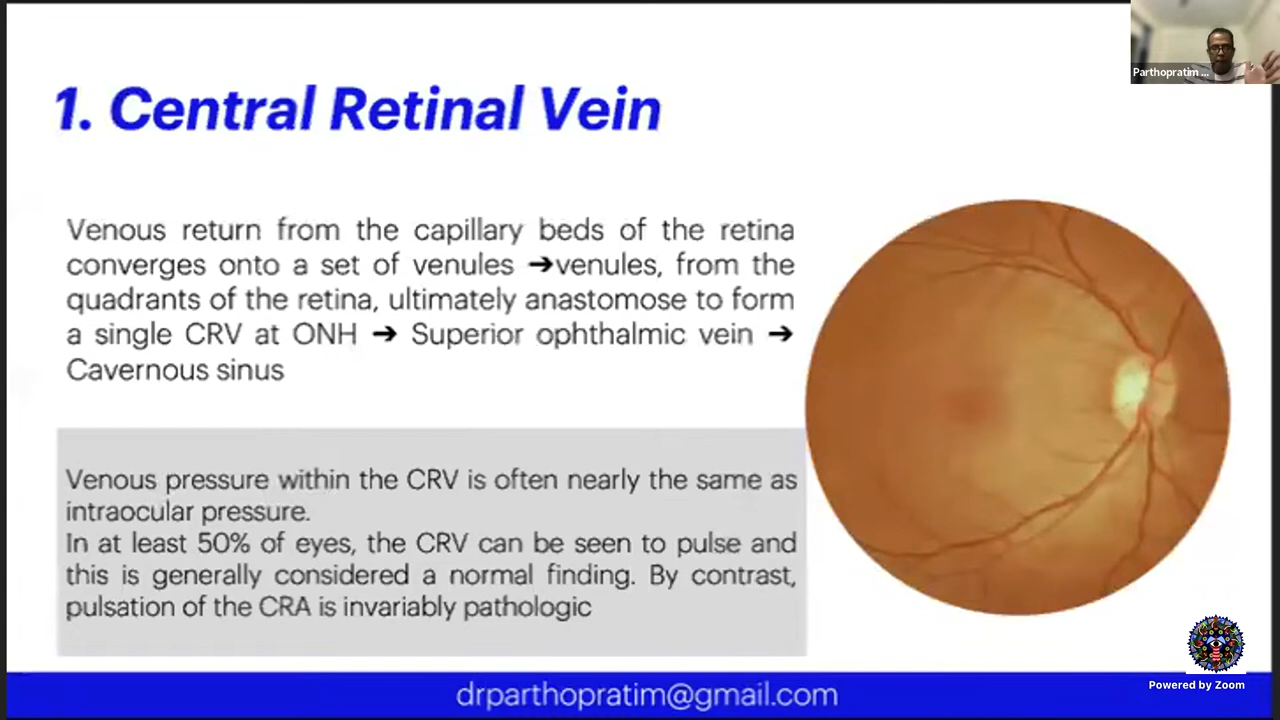 Parthopratim ...
1. Central Retinal Vein
Venous return from the capillary beds of the retina
converges onto a set of venules ➔venules, from the
quadrants of the retina, ultimately anastomose to form
a single CRV at ONH ➔ Superior ophthalmic vein ➔
Cavernous sinus
Venous pressure within the CRV is often nearly the same as
intraocular pressure.
In at least 50% of eyes, the CRV can be seen to pulse and
this is generally considered a normal finding. By contrast,
pulsation of the CRA is invariably pathologic
Powered by Zoom
drparthopratim@gmail.com